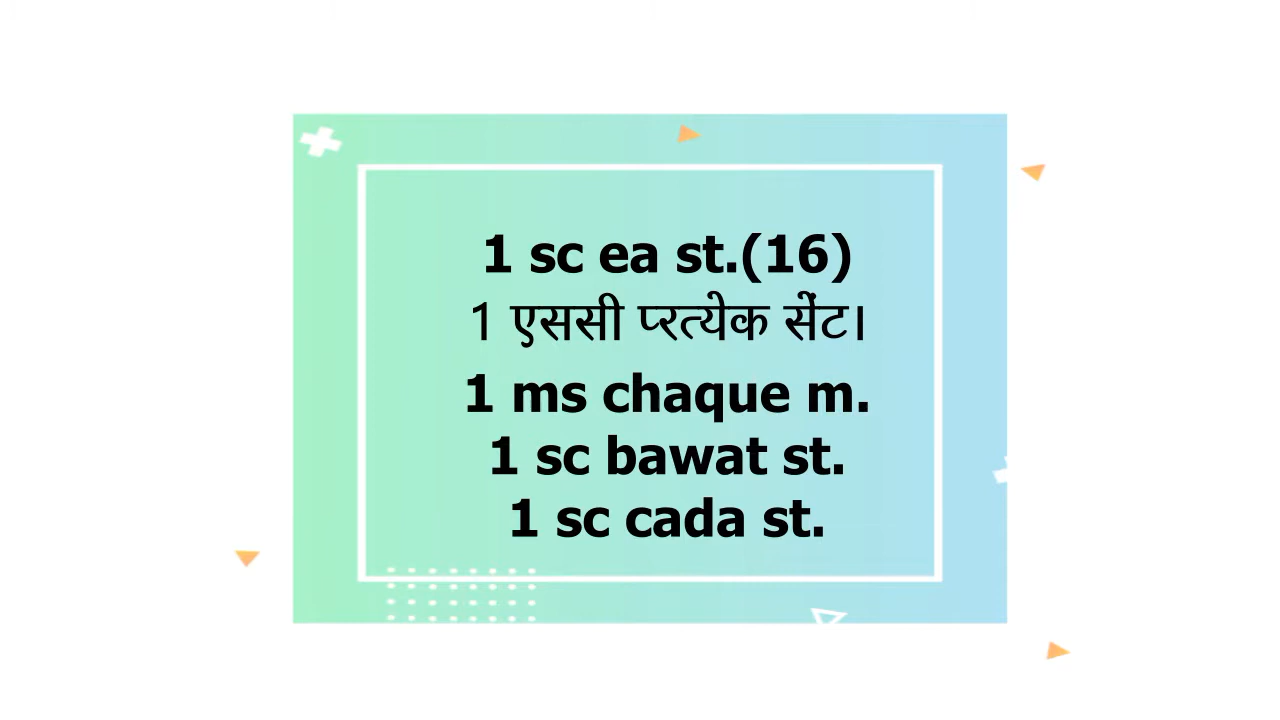 1 sc ea st.(16)
1 एससी प्रत्येक सेंट।
1 ms chaque m.
1 sc bawat st.
1 sc cada st.